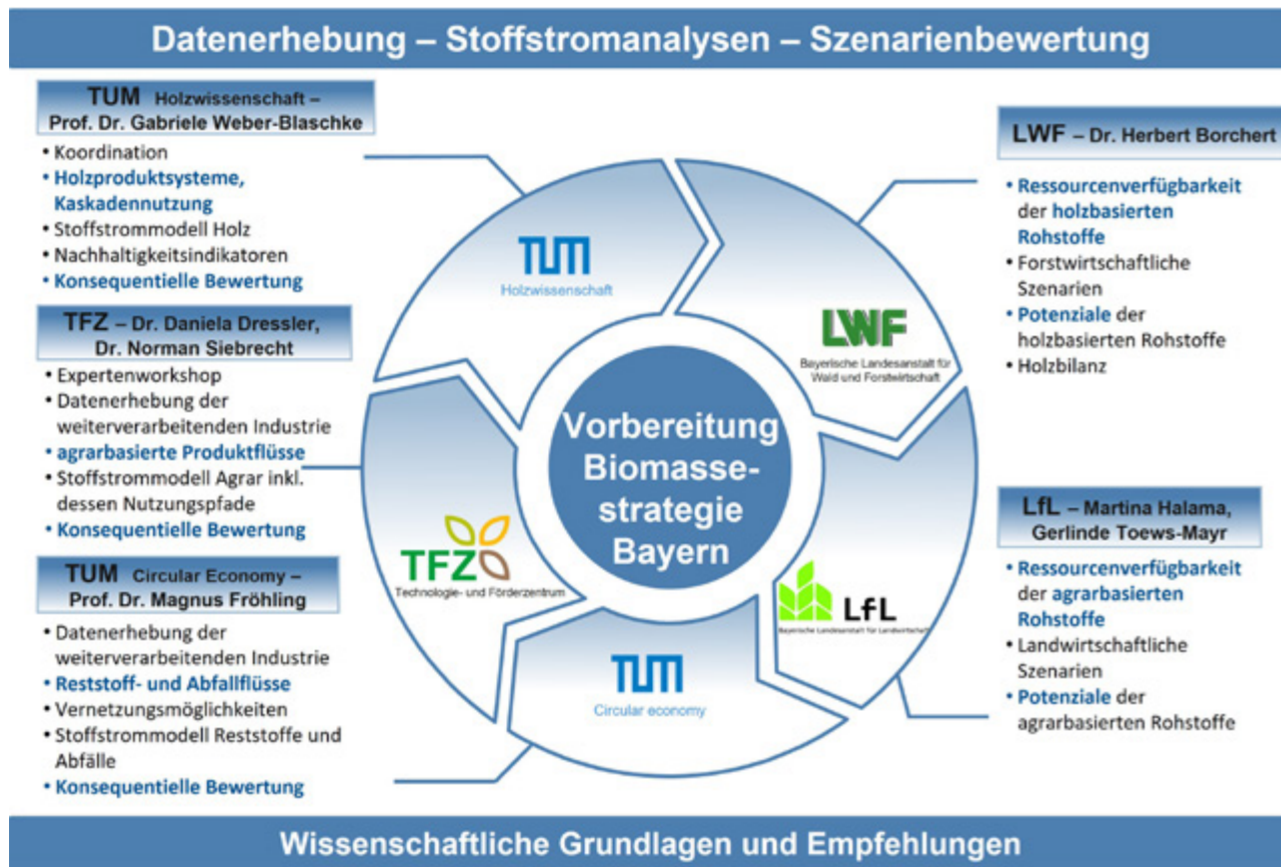 Datenerhebung – Stoffstromanalysen – Szenarienbewertung
TUM Holzwissenschaft –
Prof. Dr. Gabriele Weber-Blaschke
• Koordination
• Holzproduktsysteme,
Kaskadennutzung
• Stoffstrommodell Holz
• Nachhaltigkeitsindikatoren
• Konsequentielle Bewertung
TFZ – Dr. Daniela Dressler,
Dr. Norman Siebrecht
• Expertenworkshop
• Datenerhebung der
weiterverarbeitenden Industrie
• agrarbasierte Produktflüsse
• Stoffstrommodell Agrar inkl.
dessen Nutzungspfade
• Konsequentielle Bewertung
TUM Circular Economy –
Prof. Dr. Magnus Fröhling
• Datenerhebung der
weiterverarbeitenden Industrie
• Reststoff- und Abfallflüsse
• Vernetzungsmöglichkeiten
• Stoffstrommodell Reststoffe und
Abfälle
• Konsequentielle Bewertung
TUM
Holzwissenschaft
LWF
Bayerische Landesanstalt für
Wald und Forstwirtschaft
Vorbereitung
Biomasse-
strategie
Bayern
TFZ
Technologie- und Förderzentrum
LfL
Bayerische Landesanstalt für Landwirtschaft
TUM
Circular economy
LWF – Dr. Herbert Borchert
• Ressourcenverfügbarkeit
der holzbasierten
Rohstoffe
• Forstwirtschaftliche
Szenarien
• Potenziale der
holzbasierten Rohstoffe
• Holzbilanz
LfL – Martina Halama,
Gerlinde Toews-Mayr
• Ressourcenverfügbarkeit
der agrarbasierten
Rohstoffe
• Landwirtschaftliche
Szenarien
• Potenziale der
agrarbasierten Rohstoffe
Wissenschaftliche Grundlagen und Empfehlungen